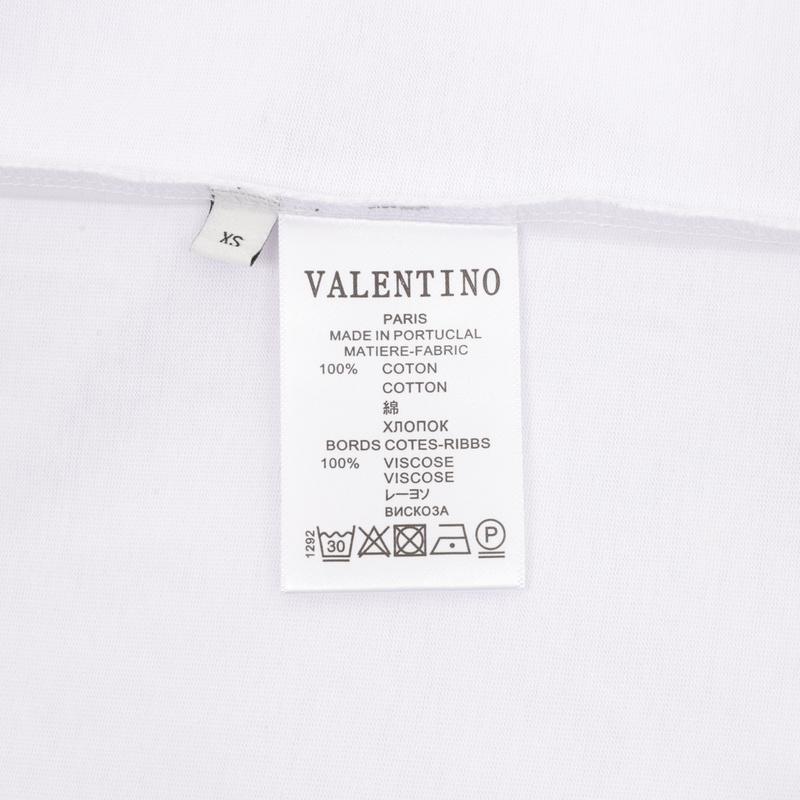 XS
VALENTINO
PARIS
MADE IN PORTUCLAL
MATIERE-FABRIC
100% COTON
COTTON
綿
ХЛОПОК
BORDS COTES-RIBBS
100% VISCOSE
VISCOSE
レーヨソ
ВИСКОЗА
1292 30 P